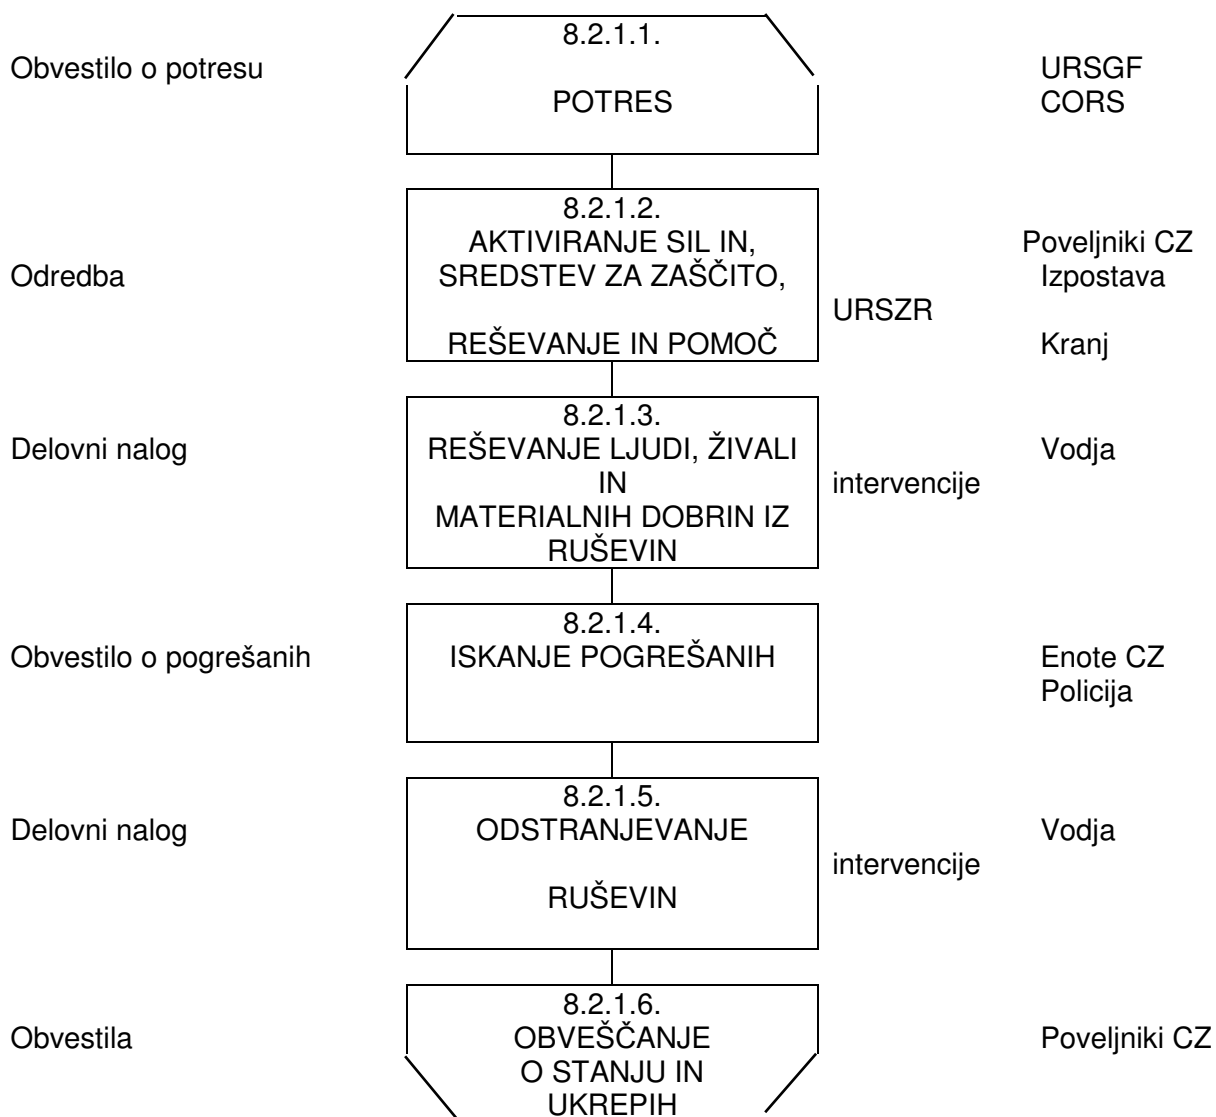 8.2.1.1.
Obvestilo o potresu
URSGF
POTRES
CORS
8.2.1.2.
AKTIVIRANJE SIL IN,
Poveljniki CZ
Odredba
SREDSTEV ZA ZAŠČITO,
Izpostava
URSZR
REŠEVANJE IN POMOČ
Kranj
8.2.1.3.
Delovni nalog
REŠEVANJE LJUDI, ŽIVALI
Vodja
IN
intervencije
MATERIALNIH DOBRIN IZ
RUŠEVIN
8.2.1.4.
Obvestilo o pogrešanih
ISKANJE POGREŠANIH
Enote CZ
Policija
8.2.1.5.
Delovni nalog
ODSTRANJEVANJE
Vodja
intervencije
RUŠEVIN
8.2.1.6.
Obvestila
OBVEŠČANJE
Poveljniki CZ
O STANJU IN
UKREPIH